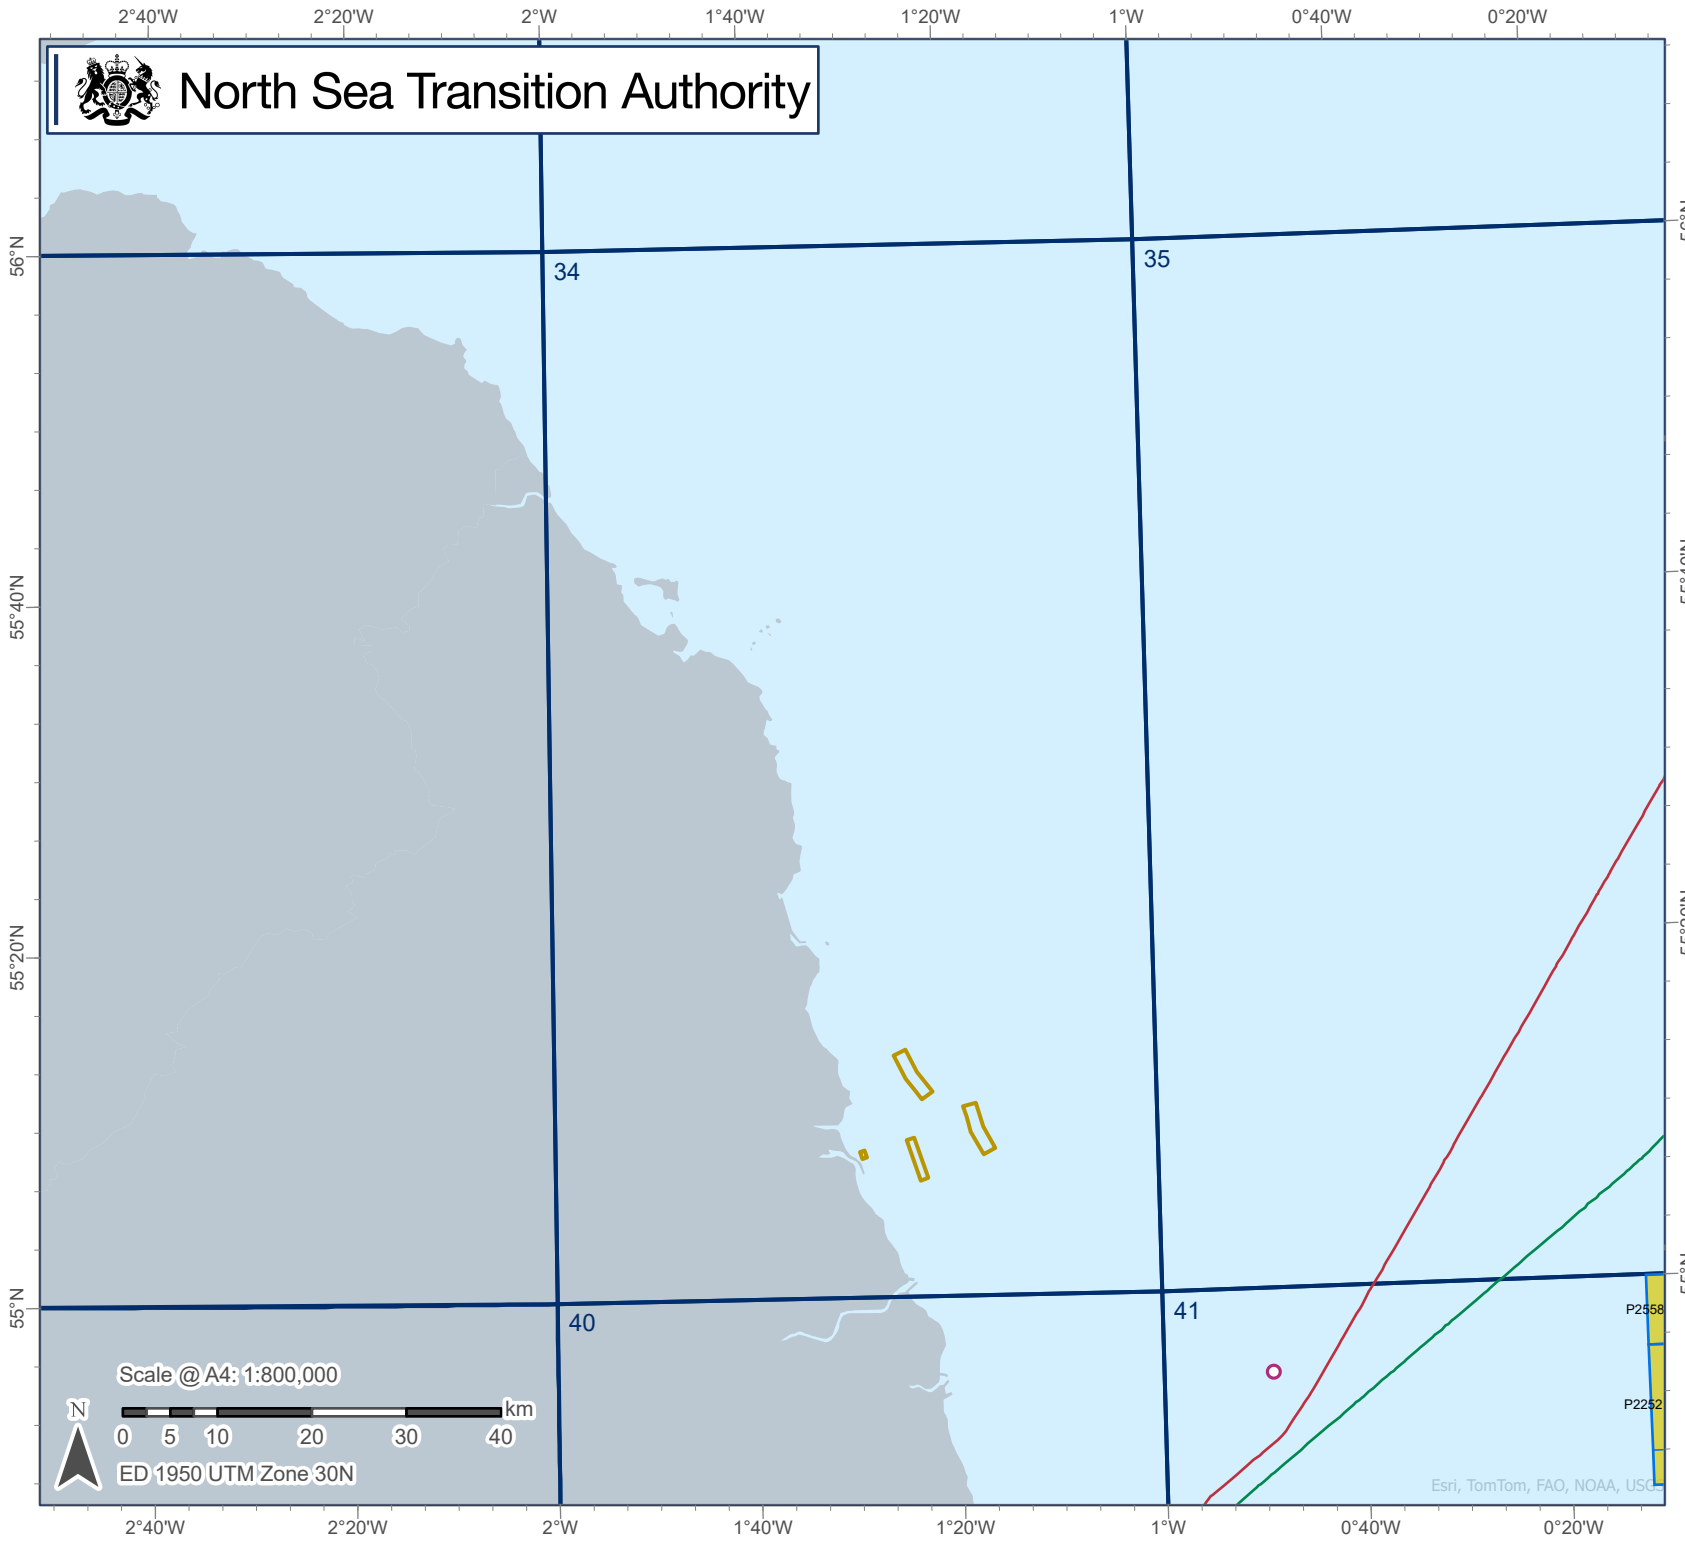 2°40'W 2°20'W 2°W 1°40'W 1°20'W 1°W 0°40'W 0°20'W
North Sea Transition Authority
56°N
34
35
55°40'N
55°20'N
55°N
40
41
P2558
P2252
Scale @ A4: 1:800,000
N
km
0 5 10 20 30 40
ED 1950 UTM Zone 30N
Esri, TomTom, FAO, NOAA, USGS
2°40'W 2°20'W 2°W 1°40'W 1°20'W 1°W 0°40'W 0°20'W